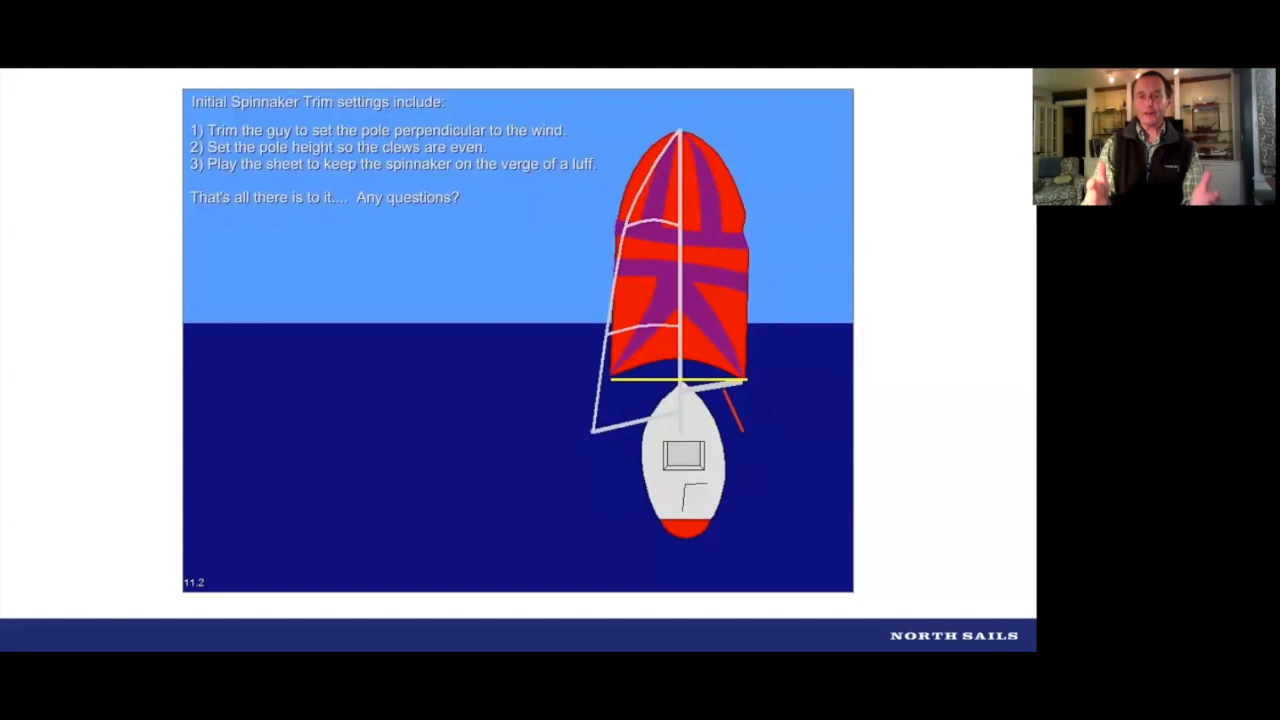 Initial Spinnaker Trim settings include:
1) Trim the guy to set the pole perpendicular to the wind.
2) Set the pole height so the clews are even.
3) Play the sheet to keep the spinnaker on the verge of a luff.
That's all there is to it.... Any questions?
11.2
NORTH SAILS